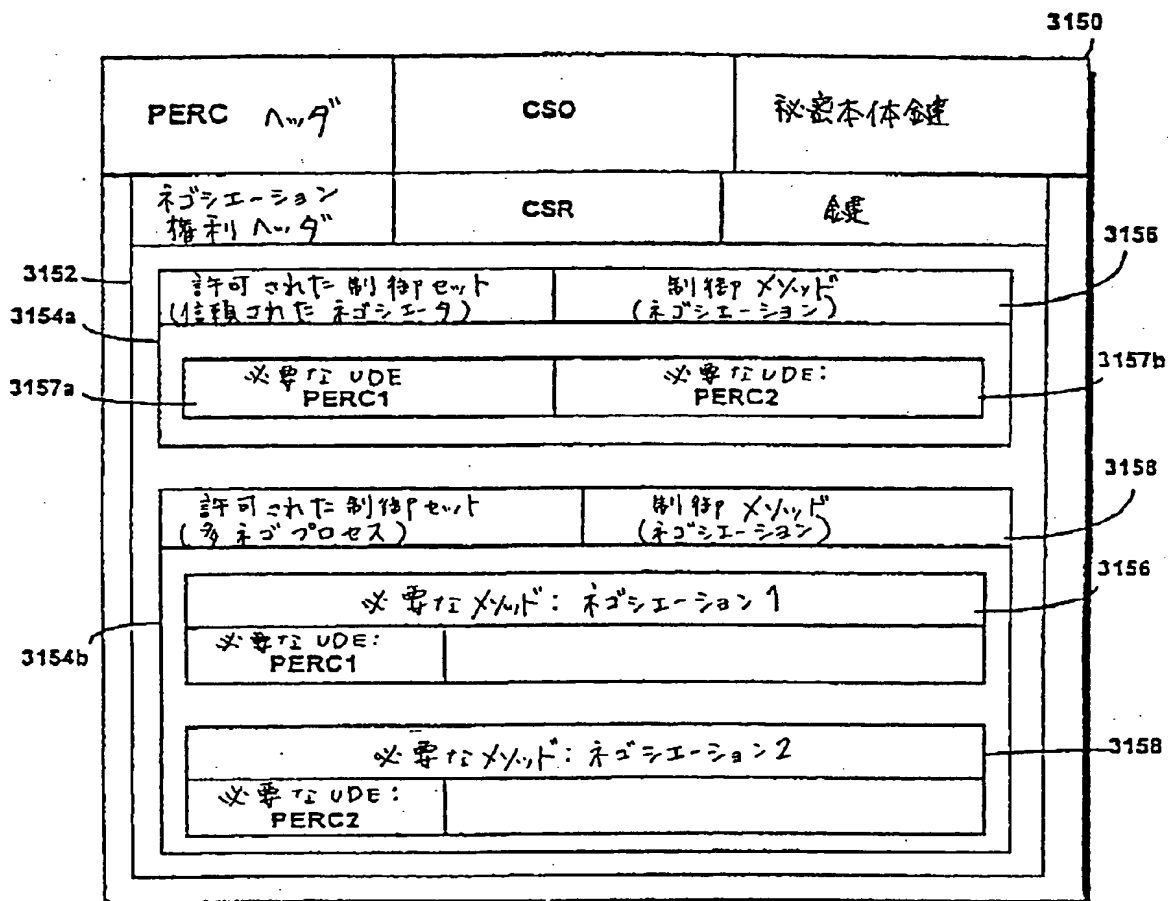 3150
PERC ヘッダ
CSO
秘密本体鍵
ネゴシエーション
権利ヘッダ
CSR
鍵
3156
3152
許可された制御セット
(信頼されたネゴシエータ)
制御メソッド
(ネゴシエーション)
3154a
3157a
必要なUDE
PERC1
必要なUDE:
PERC2
3157b
3158
許可された制御セット
(多ネゴプロセス)
制御メソッド
(ネゴシエーション)
3156
必要なメソッド: ネゴシエーション1
必要なUDE:
PERC1
3154b
必要なメソッド: ネゴシエーション2
3158
必要なUDE:
PERC2